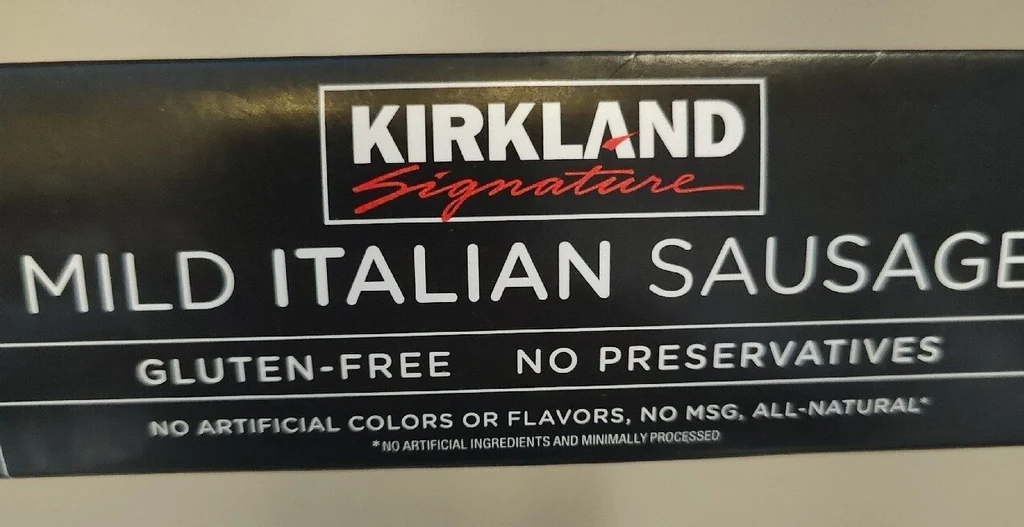 KIRKLAND
Signature
MILD ITALIAN SAUSAGE
GLUTEN-FREE NO PRESERVATIVES
NO ARTIFICIAL COLORS OR FLAVORS, NO MSG, ALL-NATURAL*
*NO ARTIFICIAL INGREDIENTS AND MINIMALLY PROCESSED